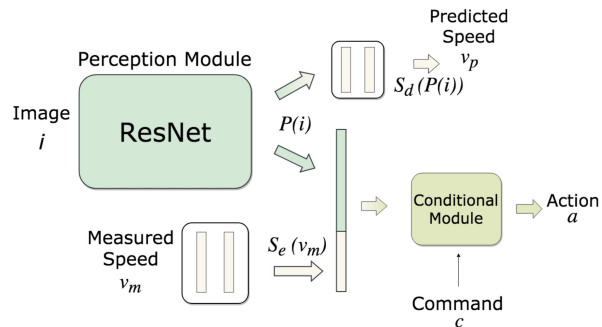 Predicted
Speed
v_p
Perception Module
S_d (P(i))
Image
i
ResNet
P(i)
Measured
Speed
v_m
S_e (v_m)
Conditional
Module
Action
a
Command
c